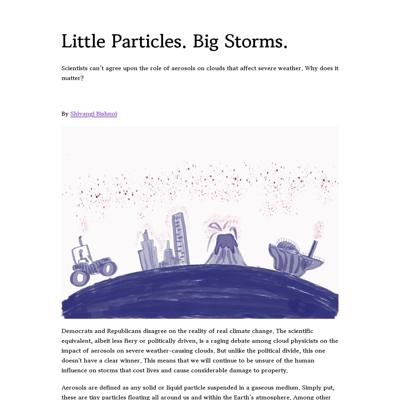 Little Particles. Big Storms.
Scientists can't agree upon the role of aerosols on clouds that affect severe weather. Why does it
matter?
By Shivangi Bishnoi
Democrats and Republicans disagree on the reality of real climate change. The scientific
equivalent, albeit less fiery or politically driven, is a raging debate among cloud physicists on the
impact of aerosols on severe weather-causing clouds. But unlike the political divide, this one
doesn't have a clear winner. This means that we will continue to be unsure of the human
influence on storms that cost lives and cause considerable damage to property.
Aerosols are defined as any solid or liquid particle suspended in a gaseous medium. Simply put,
these are tiny particles floating all around us and within the Earth's atmosphere. Among other